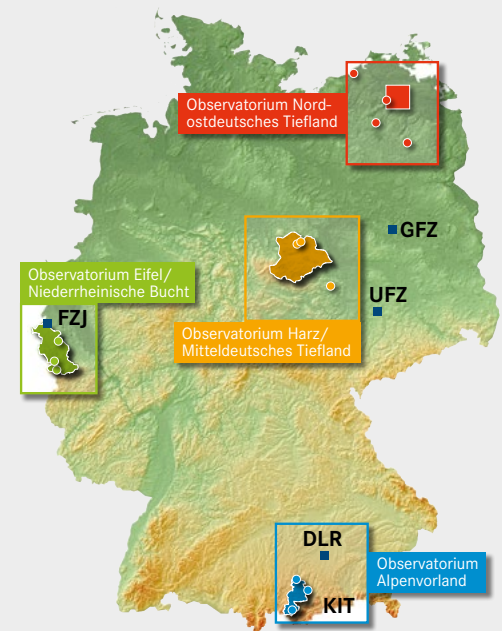 Observatorium Nord-
ostdeutsches Tiefland
GFZ
Observatorium Eifel/
Niederrheinische Bucht
FZJ
UFZ
Observatorium Harz/
Mitteldeutsches Tiefland
DLR
Observatorium
Alpenvorland
KIT